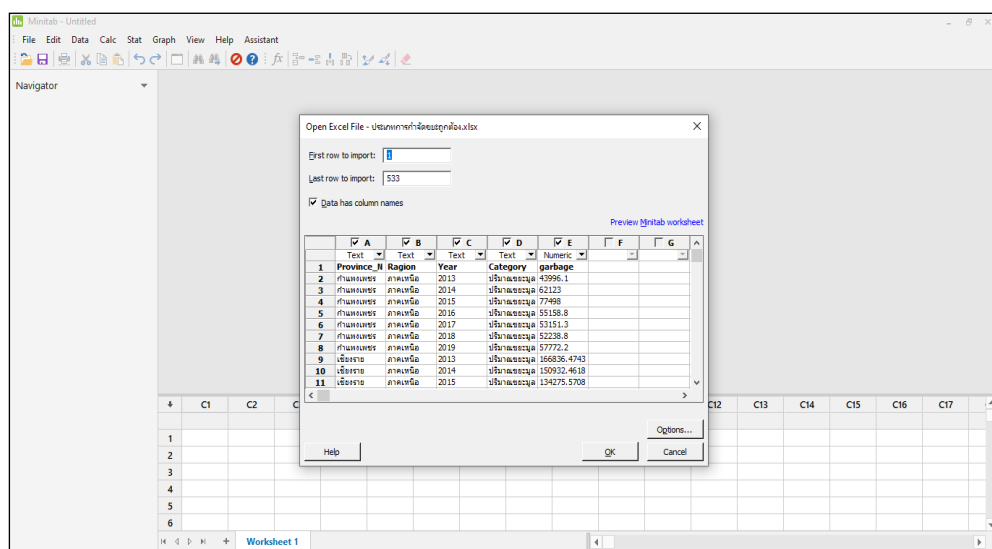 Minitab - Untitled
File Edit Data Calc Stat Graph View Help Assistant
Navigator
Open Excel File - ประเภทการกำจัดขยะถูกต้อง.xlsx
First row to import: 1
Last row to import: 533
Data has column names
Preview Minitab worksheet
A B C D E F G
Text Text Text Text Numeric
1 Province_N Ragion Year Category garbage
2 กำแพงเพชร ภาคเหนือ 2013 ปริมาณขยะมูล 43996.1
3 กำแพงเพชร ภาคเหนือ 2014 ปริมาณขยะมูล 62123
4 กำแพงเพชร ภาคเหนือ 2015 ปริมาณขยะมูล 77498
5 กำแพงเพชร ภาคเหนือ 2016 ปริมาณขยะมูล 55158.8
6 กำแพงเพชร ภาคเหนือ 2017 ปริมาณขยะมูล 53151.3
7 กำแพงเพชร ภาคเหนือ 2018 ปริมาณขยะมูล 52238.8
8 กำแพงเพชร ภาคเหนือ 2019 ปริมาณขยะมูล 57772.2
9 เชียงราย ภาคเหนือ 2013 ปริมาณขยะมูล 166836.4743
10 เชียงราย ภาคเหนือ 2014 ปริมาณขยะมูล 150932.4618
11 เชียงราย ภาคเหนือ 2015 ปริมาณขยะมูล 134275.5708
Options...
Help OK Cancel
C1 C2 C C12 C13 C14 C15 C16 C17
1
2
3
4
5
6
Worksheet 1